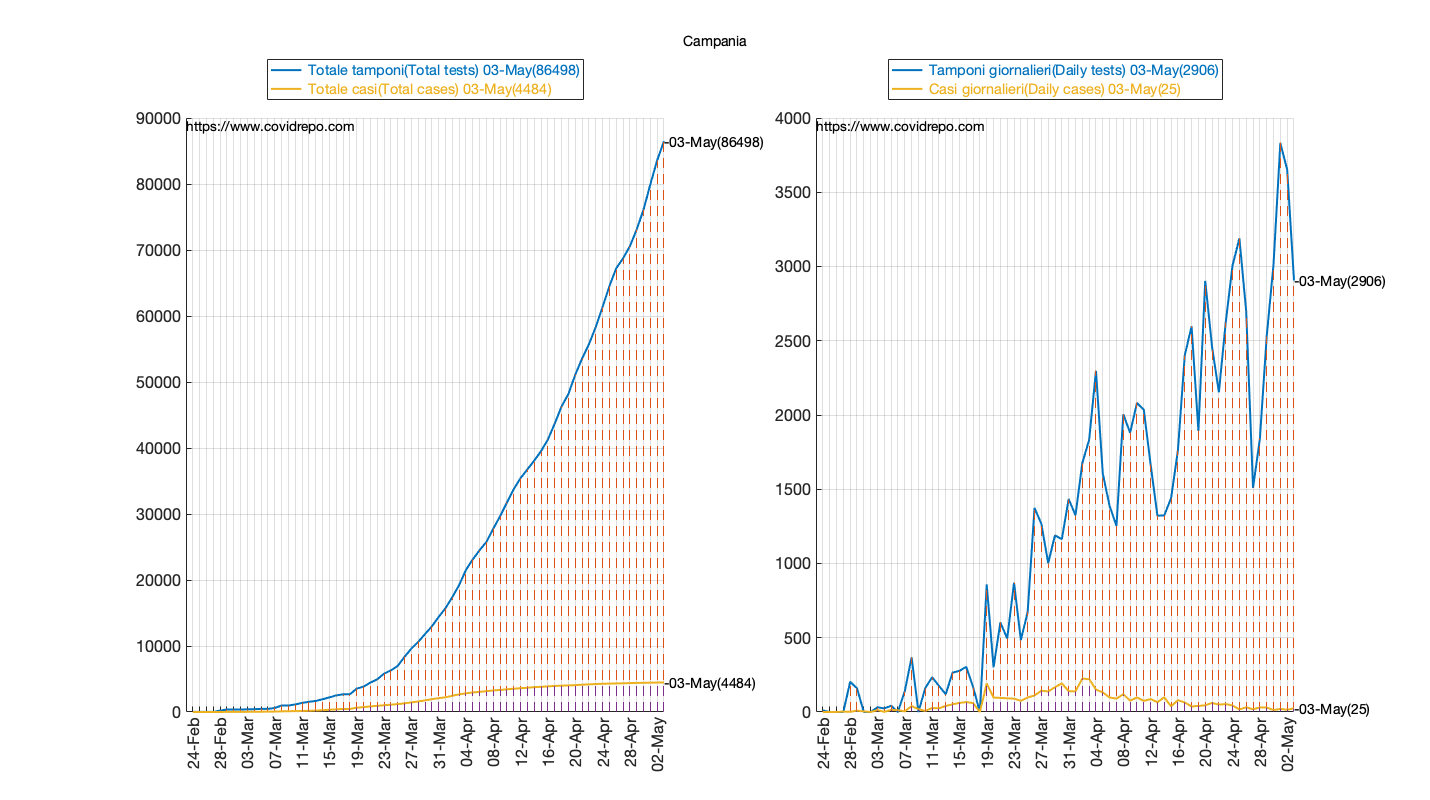 Campania
Totale tamponi(Total tests) 03-May(86498)
Totale casi(Total cases) 03-May(4484)
90000
80000
70000
60000
50000
40000
30000
20000
10000
0
https://www.covidrepo.com
-03-May(86498)
-03-May(4484)
24-Feb
28-Feb
03-Mar
07-Mar
11-Mar
15-Mar
19-Mar
23-Mar
27-Mar
31-Mar
04-Apr
08-Apr
12-Apr
16-Apr
20-Apr
24-Apr
28-Apr
02-May
Tamponi giornalieri(Daily tests) 03-May(2906)
Casi giornalieri(Daily cases) 03-May(25)
4000
3500
3000
2500
2000
1500
1000
500
0
https://www.covidrepo.com
-03-May(2906)
-03-May(25)
24-Feb
28-Feb
03-Mar
07-Mar
11-Mar
15-Mar
19-Mar
23-Mar
27-Mar
31-Mar
04-Apr
08-Apr
12-Apr
16-Apr
20-Apr
24-Apr
28-Apr
02-May